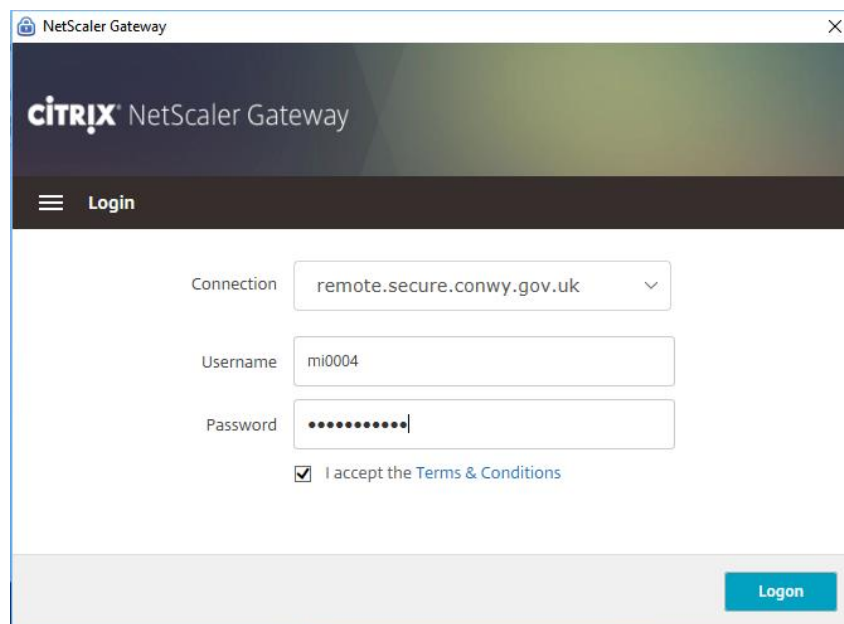 NetScaler Gateway
CITRIX NetScaler Gateway
Login
Connection remote.secure.conwy.gov.uk
Username mi0004
Password •••••••••••
I accept the Terms & Conditions
Logon